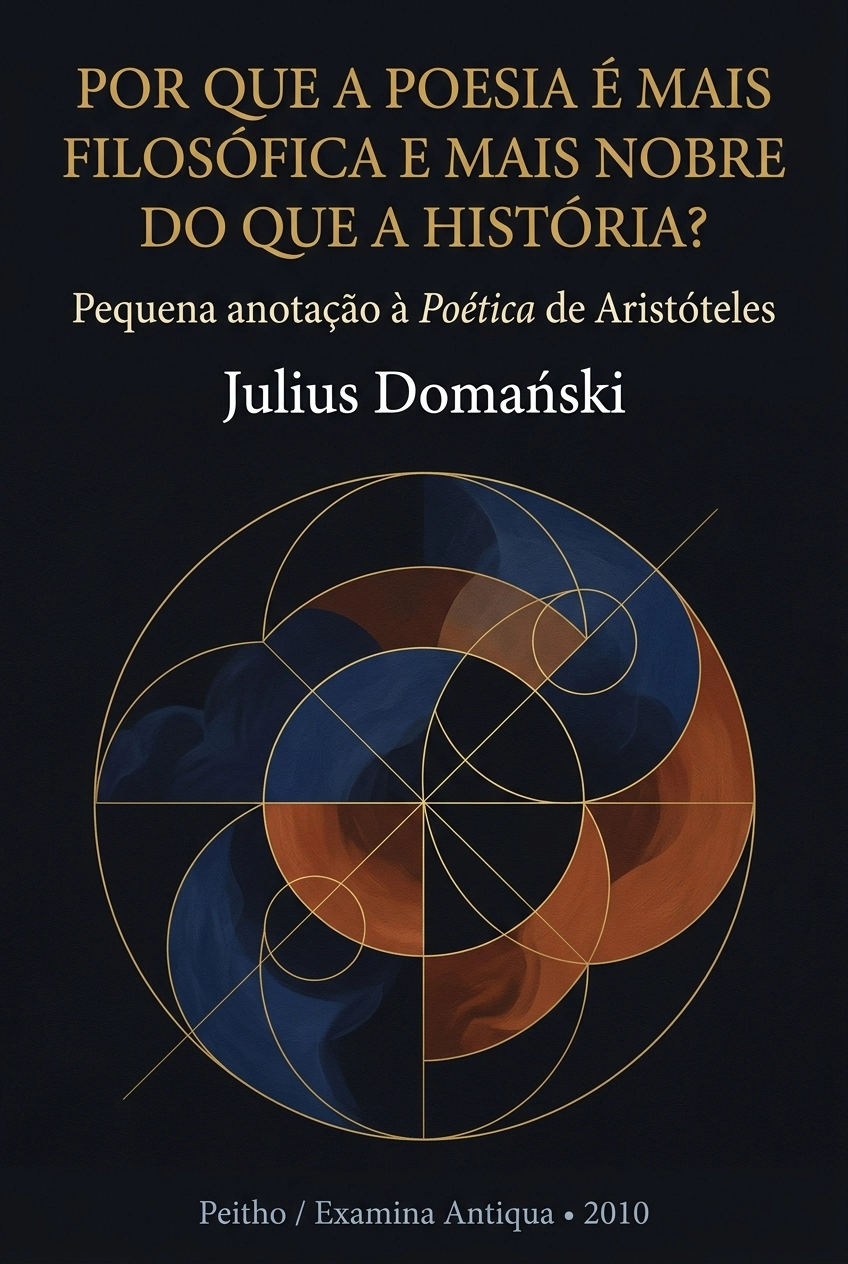 POR QUE A POESIA É MAIS
FILOSÓFICA E MAIS NOBRE
DO QUE A HISTÓRIA?
Pequena anotação à Poética de Aristóteles
Julius Domański
Peitho / Examina Antiqua • 2010